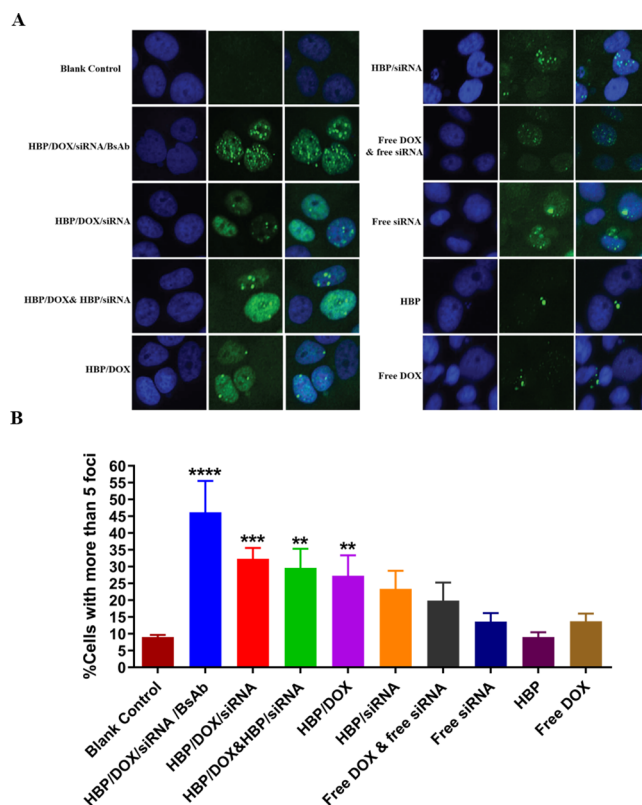 A
Blank Control
HBP/DOX/siRNA/BsAb
HBP/DOX/siRNA
HBP/DOX& HBP/siRNA
HBP/DOX
HBP/siRNA
Free DOX
& free siRNA
Free siRNA
HBP
Free DOX
B
%Cells with more than 5 foci
60
55
50
45
40
35
30
25
20
15
10
5
0
****
***
**
**
Blank Control
HBP/DOX/siRNA /BsAb
HBP/DOX/siRNA
HBP/DOX&HBP/siRNA
HBP/DOX
HBP/siRNA
Free DOX & free siRNA
Free siRNA
HBP
Free DOX